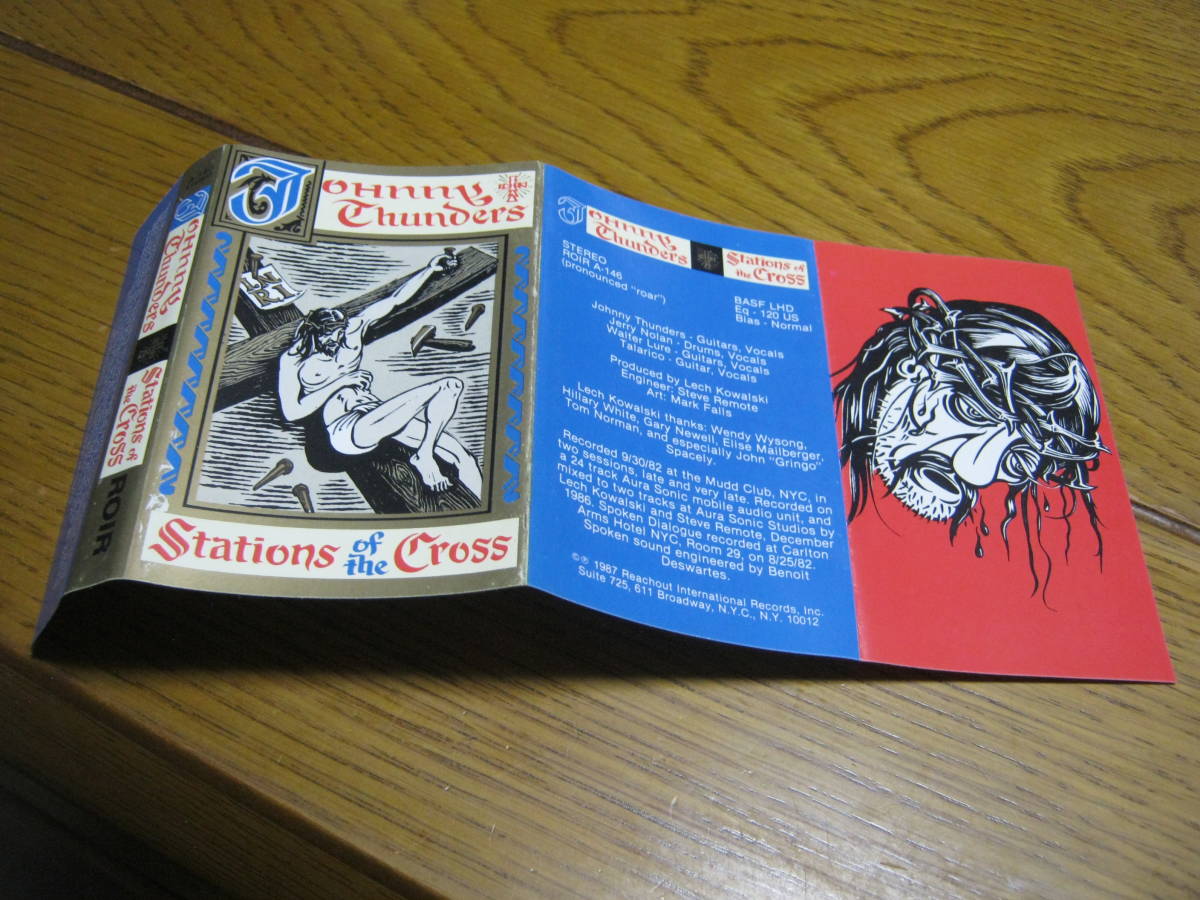 Johnny
Thunders
Stations
of the
Cross
ROIR
Johnny
Thunders
Stations of the Cross
Johnny
Thunders
Stations of
the Cross
STEREO
ROIR A-146
(pronounced "roar")
BASF LHD
Eq - 120 US
Bias - Normal
Johnny Thunders - Guitars, Vocals
Jerry Nolan - Drums, Vocals
Walter Lure - Guitars, Vocals
Talarico - Guitar, Vocals
Produced by Lech Kowalski
Engineer: Steve Remote
Art: Mark Falls
Lech Kowalski thanks: Wendy Wysong,
Hillary White, Gary Newell, Elise Mailberger,
Tom Norman, and especially John "Gringo"
Spacely.
Recorded 9/30/82 at the Mudd Club, NYC, in
two sessions, late and very late. Recorded on
a 24 track Aura Sonic mobile audio unit, and
mixed to two tracks at Aura Sonic Studios by
Lech Kowalski and Steve Remote, December
1986. Spoken Dialogue recorded at Carlton
Arms Hotel NYC, Room 29, on 8/25/82.
Spoken sound engineered by Benoit
Deswartes.
©℗ 1987 Reachout International Records, Inc.
Suite 725, 611 Broadway, N.Y.C., N.Y. 10012